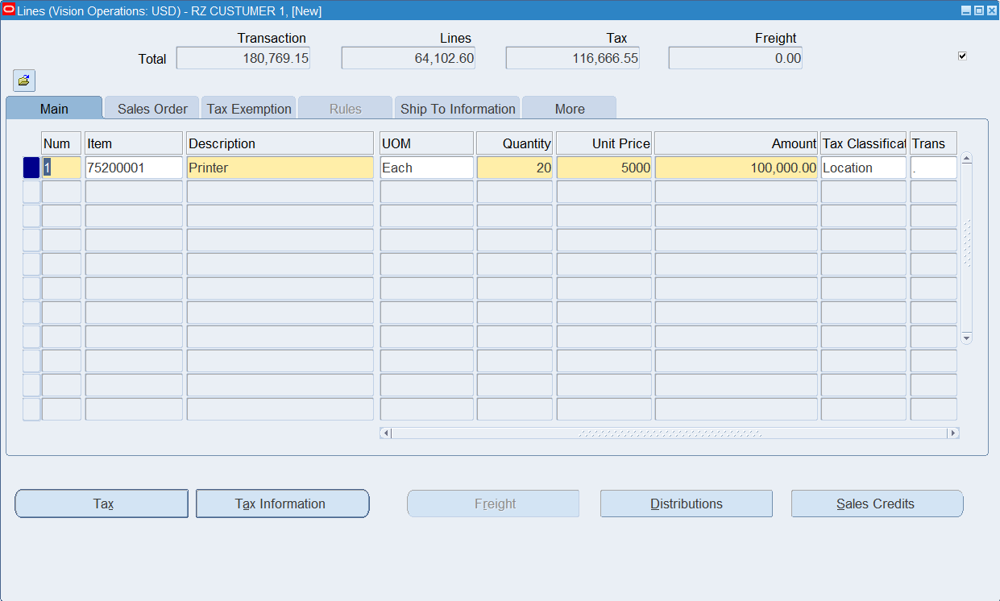 Lines (Vision Operations: USD) - RZ CUSTUMER 1, [New]
Transaction Lines Tax Freight
Total 180,769.15 64,102.60 116,666.55 0.00
Main Sales Order Tax Exemption Rules Ship To Information More
Num Item Description UOM Quantity Unit Price Amount Tax Classificat Trans
1 75200001 Printer Each 20 5000 100,000.00 Location .
Tax Tax Information Freight Distributions Sales Credits